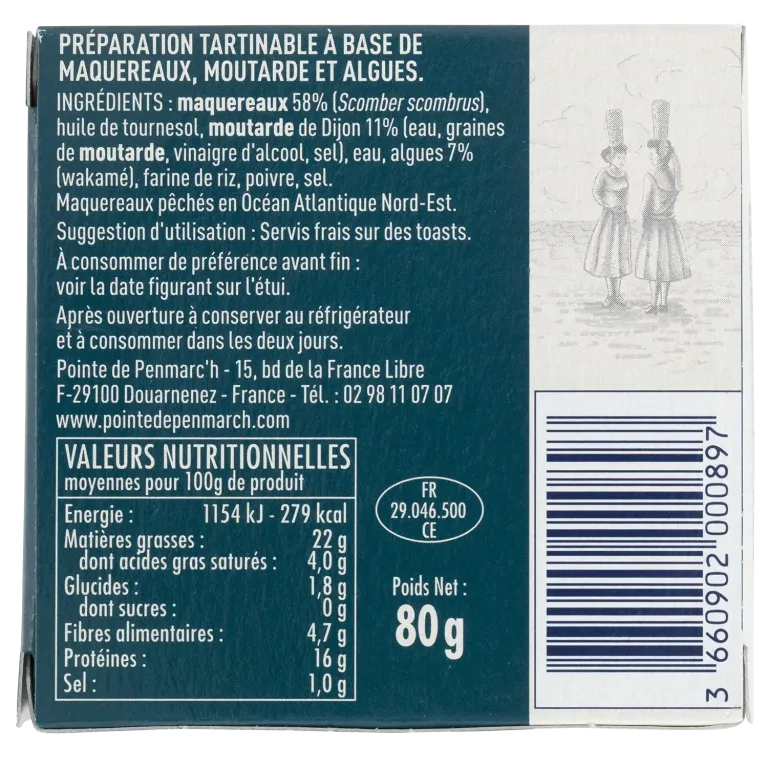 PRÉPARATION TARTINABLE À BASE DE
MAQUEREAUX, MOUTARDE ET ALGUES.
INGRÉDIENTS : maquereaux 58% (Scomber scombrus),
huile de tournesol, moutarde de Dijon 11% (eau, graines
de moutarde, vinaigre d'alcool, sel), eau, algues 7%
(wakamé), farine de riz, poivre, sel.
Maquereaux pêchés en Océan Atlantique Nord-Est.
Suggestion d'utilisation : Servis frais sur des toasts.
À consommer de préférence avant fin :
voir la date figurant sur l'étui.
Après ouverture à conserver au réfrigérateur
et à consommer dans les deux jours.
Pointe de Penmarc'h - 15, bd de la France Libre
F-29100 Douarnenez - France - Tél. : 02 98 11 07 07
www.pointedepenmarch.com
VALEURS NUTRITIONNELLES
moyennes pour 100g de produit
Energie : 1154 kJ - 279 kcal
Matières grasses : 22 g
dont acides gras saturés : 4,0 g
Glucides : 1,8 g
dont sucres : 0 g
Fibres alimentaires : 4,7 g
Protéines : 16 g
Sel : 1,0 g
FR
29.046.500
CE
Poids Net :
80g
3 660902 000897